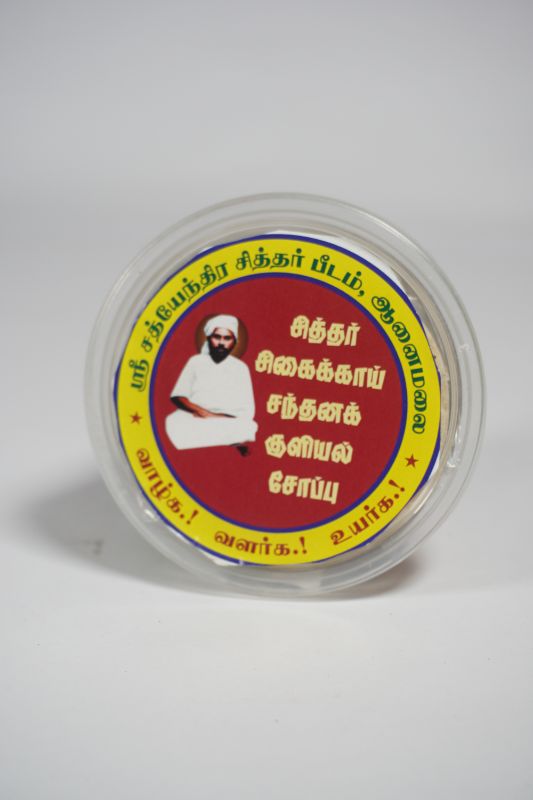 ஸ்ரீ சத்யேந்திர சித்தர் பீடம், ஆனைமலை
சித்தர்
சிகைக்காய்
சந்தனக்
குளியல்
சோப்பு
வாழ்க.! வளர்க.! உயர்க.!